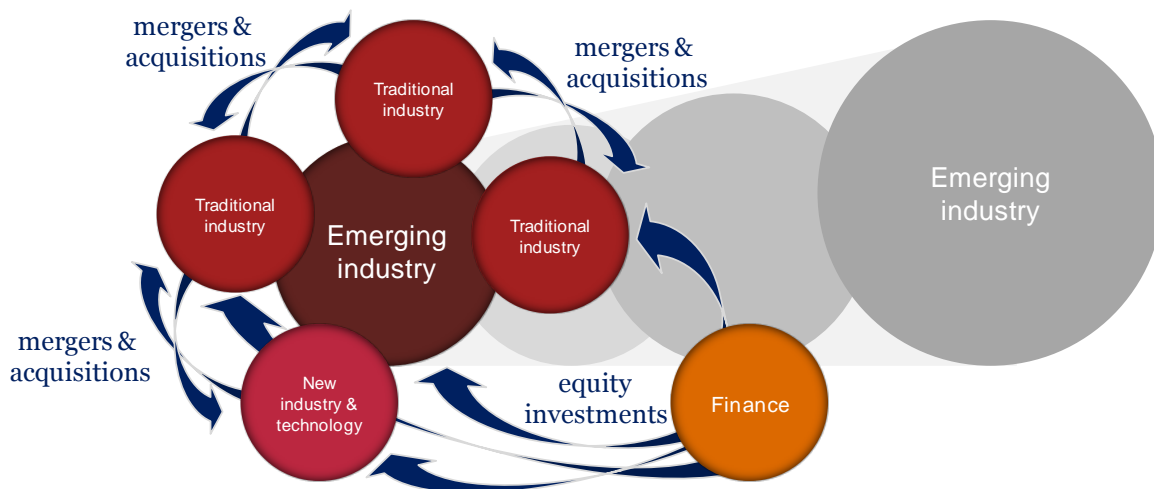 mergers &
acquisitions
mergers &
acquisitions
Traditional
industry
Traditional
industry
Traditional
industry
Emerging
industry
Emerging
industry
mergers &
acquisitions
New
industry &
technology
equity
investments
Finance